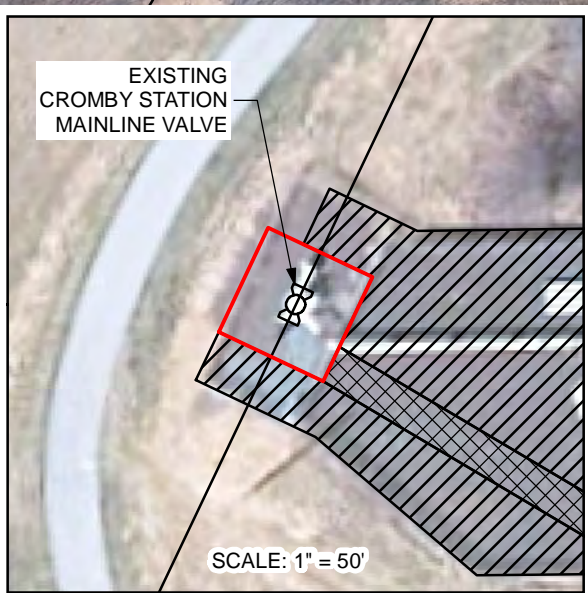 EXISTING
CROMBY STATION
MAINLINE VALVE
SCALE: 1" = 50'